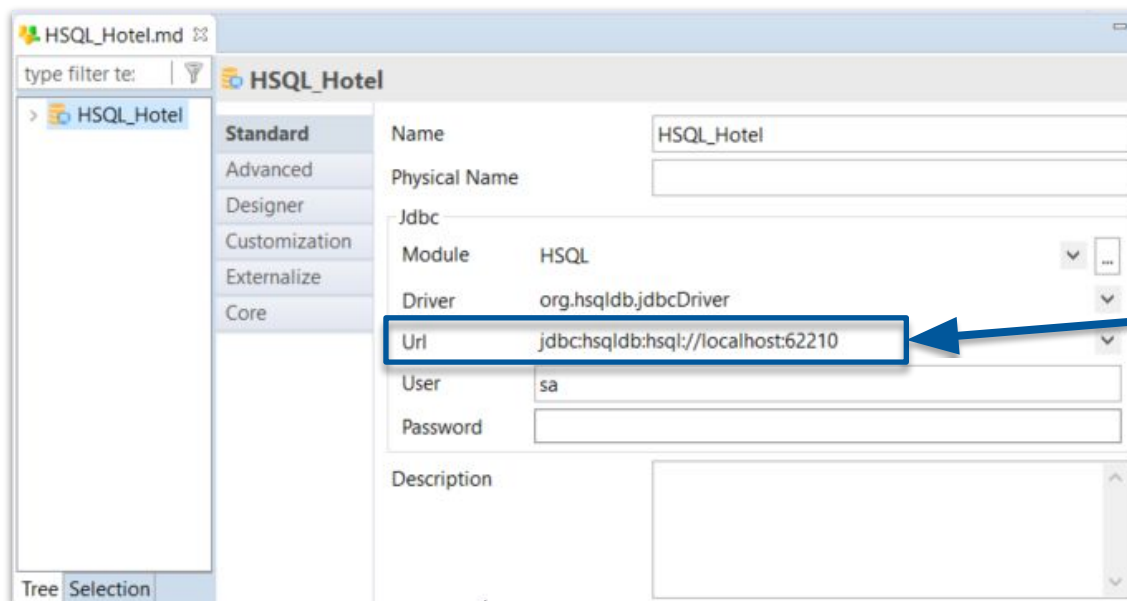 HSQL_Hotel.md
type filter te:
HSQL_Hotel
HSQL_Hotel
Standard
Advanced
Designer
Customization
Externalize
Core
Name HSQL_Hotel
Physical Name
Jdbc
Module HSQL ...
Driver org.hsqldb.jdbcDriver
Url jdbc:hsqldb:hsql://localhost:62210
User sa
Password
Description
Tree Selection